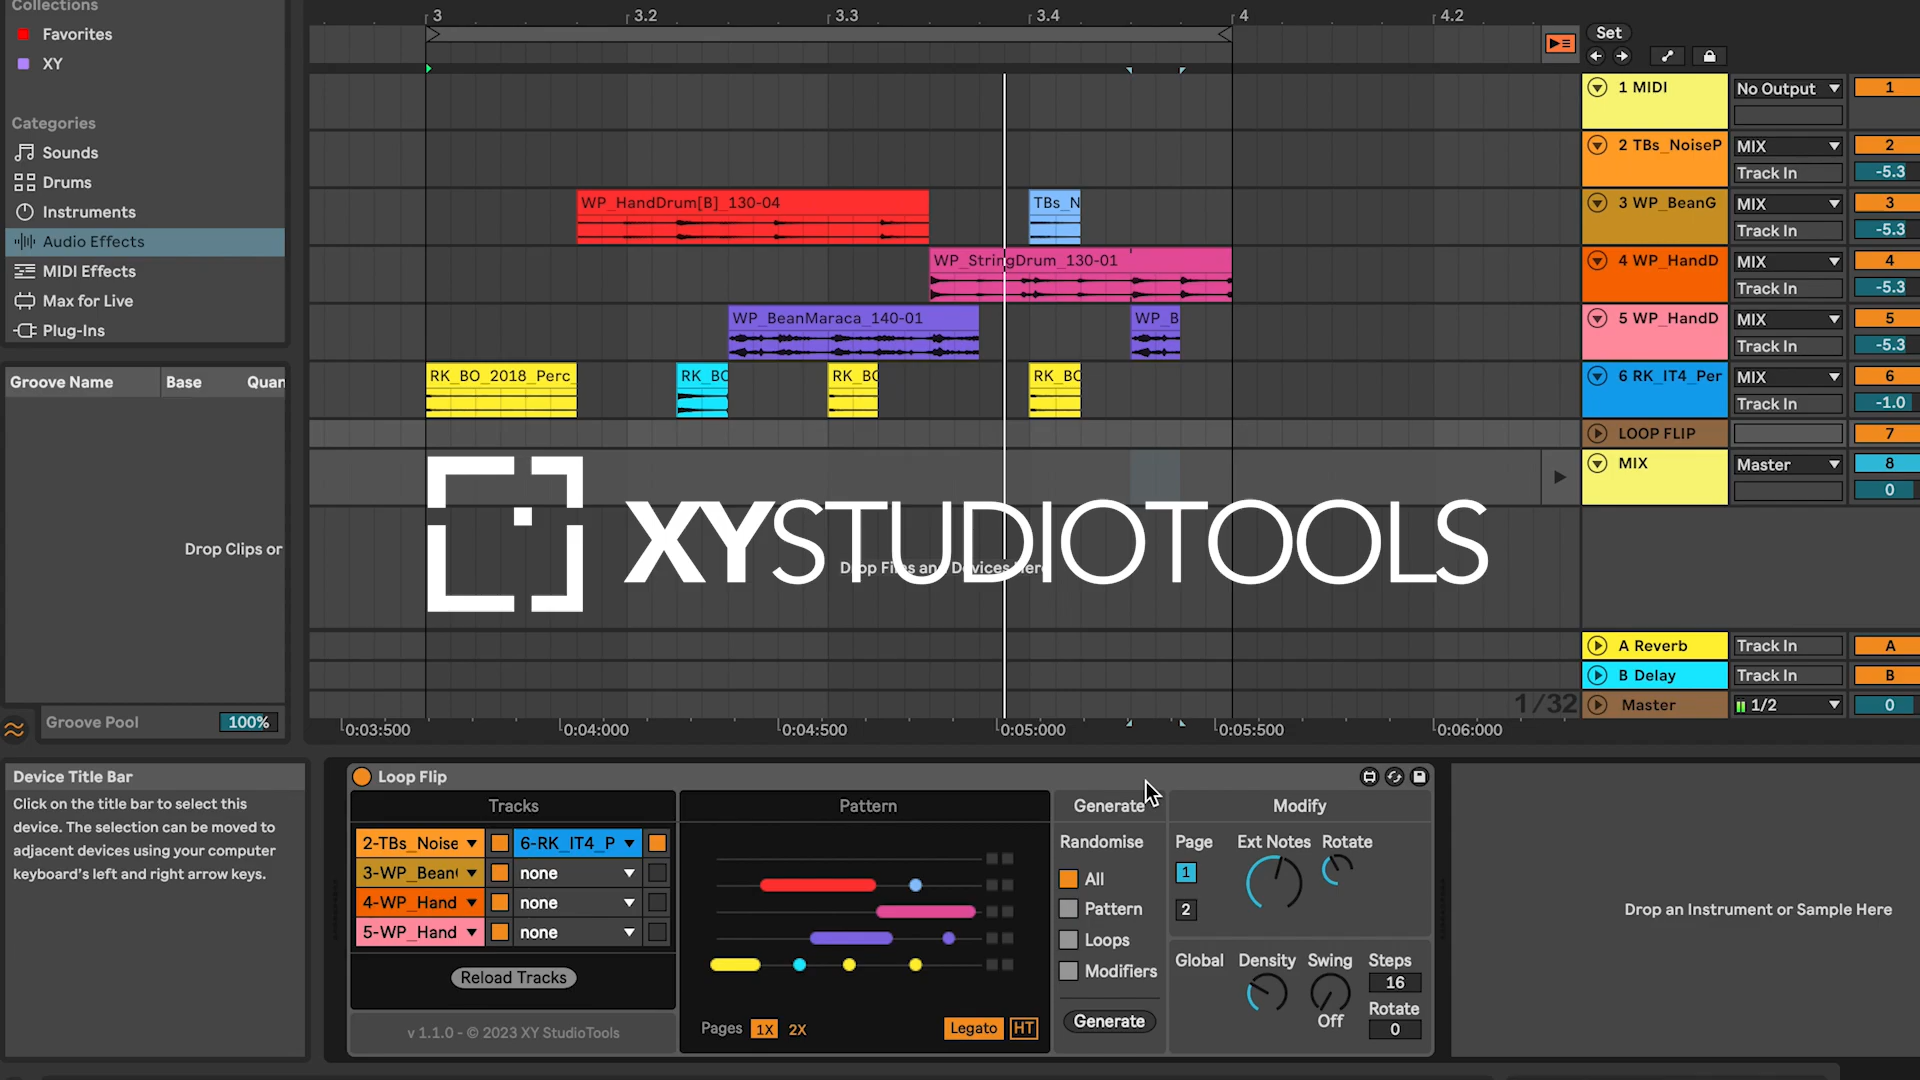 Collections
Favorites
XY
Categories
Sounds
Drums
Instruments
Audio Effects
MIDI Effects
Max for Live
Plug-Ins
Groove Name Base Quan
Drop Clips or
Groove Pool 100%
3 3.2 3.3 3.4 4 4.2
Set
1 MIDI No Output 1
2 TBs_NoiseP MIX 2
Track In -5.3
WP_HandDrum[B]_130-04 TBs_N
3 WP_BeanG MIX 3
Track In -5.3
WP_StringDrum_130-01
4 WP_HandD MIX 4
Track In -5.3
WP_BeanMaraca_140-01 WP_B
5 WP_HandD MIX 5
Track In -5.3
RK_BO_2018_Perc_ RK_BO RK_BO RK_BO
6 RK_IT4_Per MIX 6
Track In -1.0
LOOP FLIP 7
MIX Master 8
0
XYSTUDIOTOOLS
Drop Files and Devices Here
A Reverb Track In A
B Delay Track In B
1/32
Master 1/2 0
0:03:500 0:04:000 0:04:500 0:05:000 0:05:500 0:06:000
Device Title Bar
Click on the title bar to select this
device. The selection can be moved to
adjacent devices using your computer
keyboard's left and right arrow keys.
Loop Flip
Tracks
2-TBs_Noise 6-RK_IT4_P
3-WP_Bean( none
4-WP_Hand none
5-WP_Hand none
Reload Tracks
v 1.1.0 - © 2023 XY StudioTools
Pattern
Pages 1X 2X Legato HT
Generate
Randomise
All
Pattern
Loops
Modifiers
Generate
Modify
Page Ext Notes Rotate
1
2
Global Density Swing Steps
16
Rotate
Off 0
Drop an Instrument or Sample Here